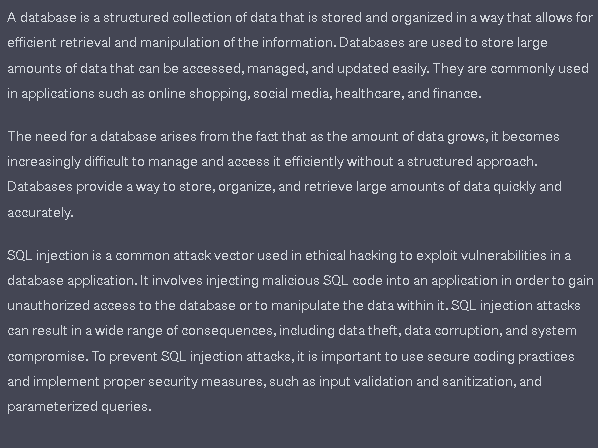 A database is a structured collection of data that is stored and organized in a way that allows for
efficient retrieval and manipulation of the information. Databases are used to store large
amounts of data that can be accessed, managed, and updated easily. They are commonly used
in applications such as online shopping, social media, healthcare, and finance.
The need for a database arises from the fact that as the amount of data grows, it becomes
increasingly difficult to manage and access it efficiently without a structured approach.
Databases provide a way to store, organize, and retrieve large amounts of data quickly and
accurately.
SQL injection is a common attack vector used in ethical hacking to exploit vulnerabilities in a
database application. It involves injecting malicious SQL code into an application in order to gain
unauthorized access to the database or to manipulate the data within it. SQL injection attacks
can result in a wide range of consequences, including data theft, data corruption, and system
compromise. To prevent SQL injection attacks, it is important to use secure coding practices
and implement proper security measures, such as input validation and sanitization, and
parameterized queries.